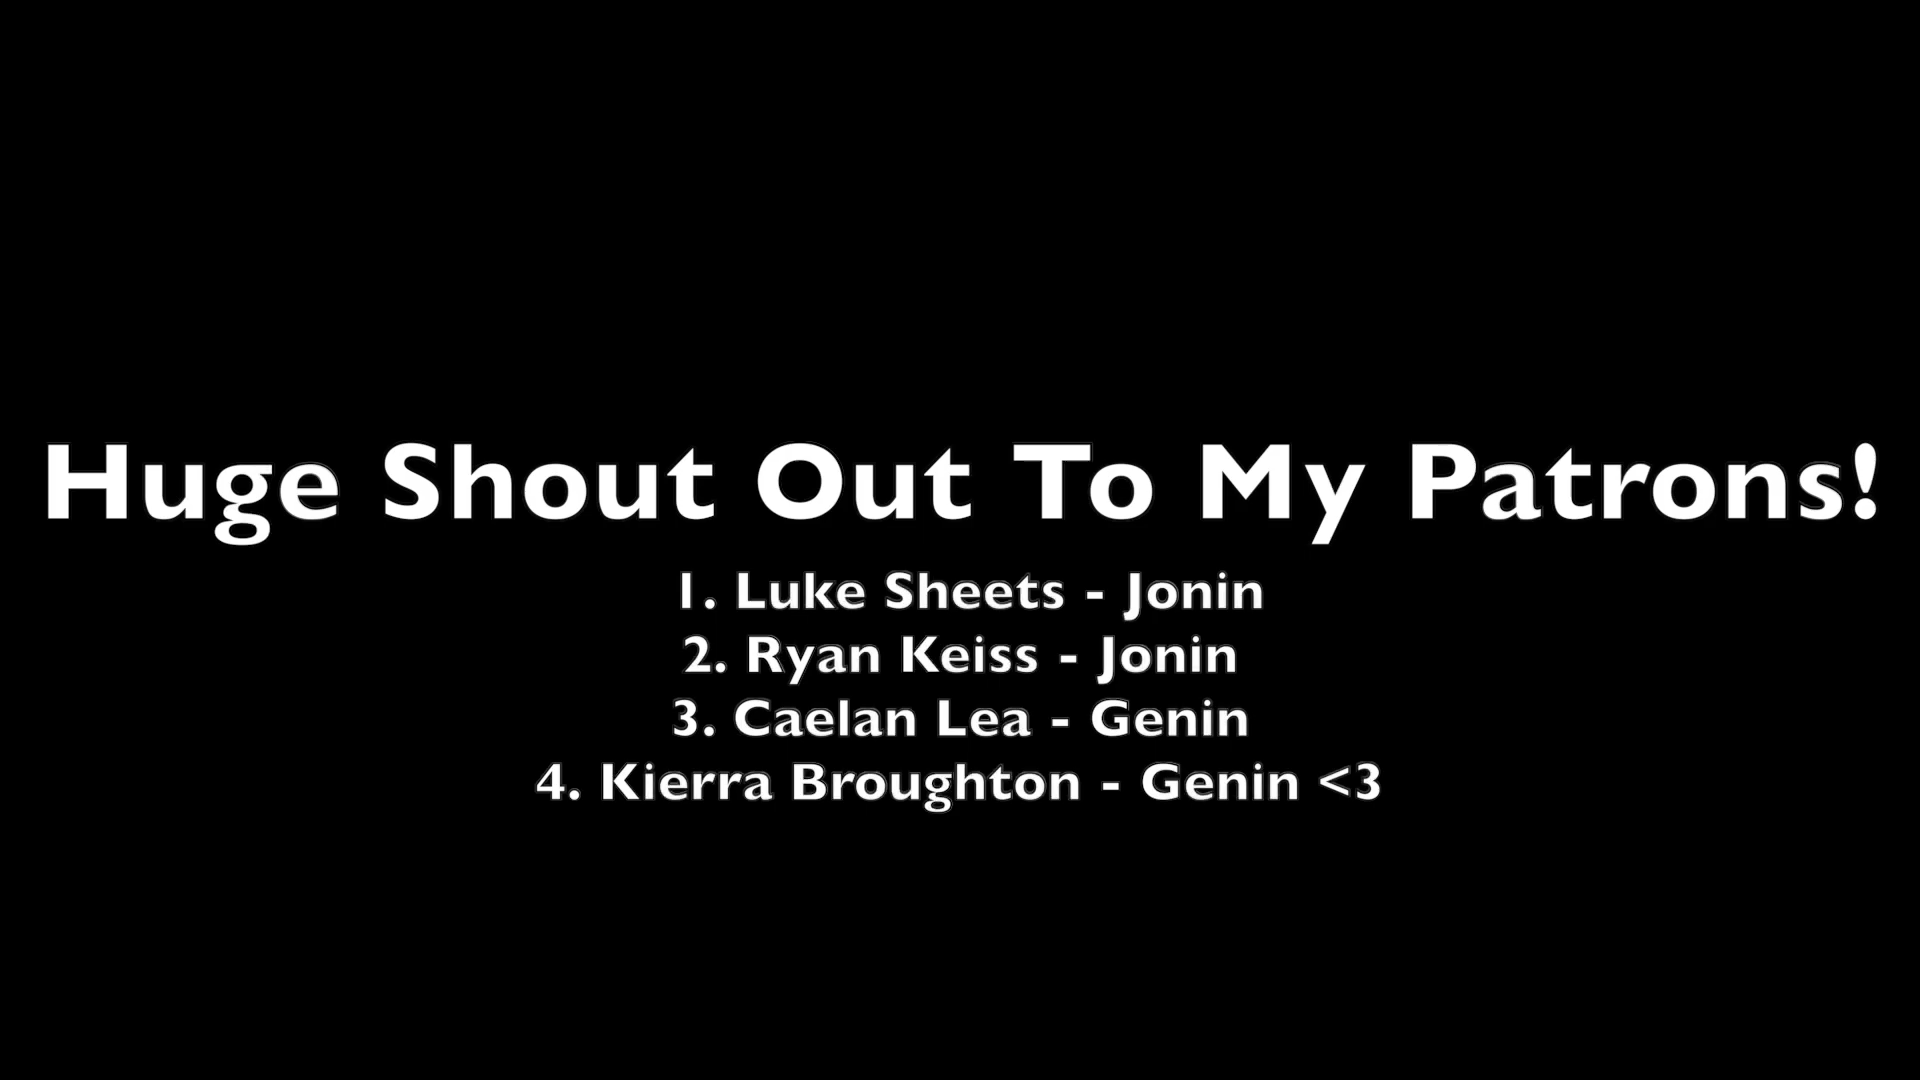 Huge Shout Out To My Patrons!
1. Luke Sheets - Jonin
2. Ryan Keiss - Jonin
3. Caelan Lea - Genin
4. Kierra Broughton - Genin <3